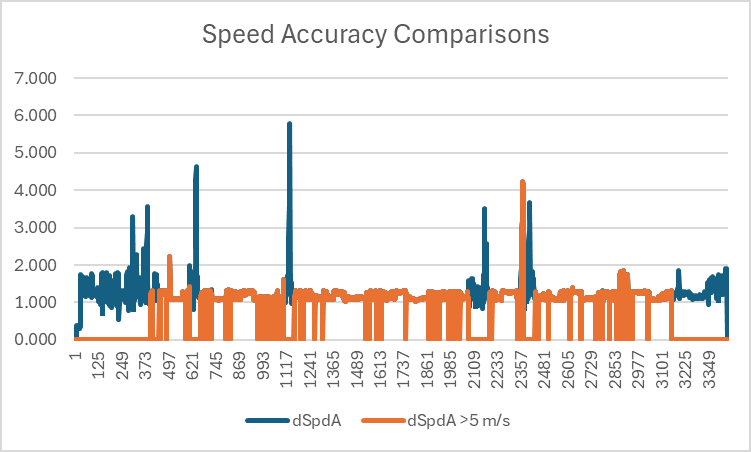 Speed Accuracy Comparisons
7.000
6.000
5.000
4.000
3.000
2.000
1.000
0.000
1 125 249 373 497 621 745 869 993 1117 1241 1365 1489 1613 1737 1861 1985 2109 2233 2357 2481 2605 2729 2853 2977 3101 3225 3349
dSpdA dSpdA >5 m/s